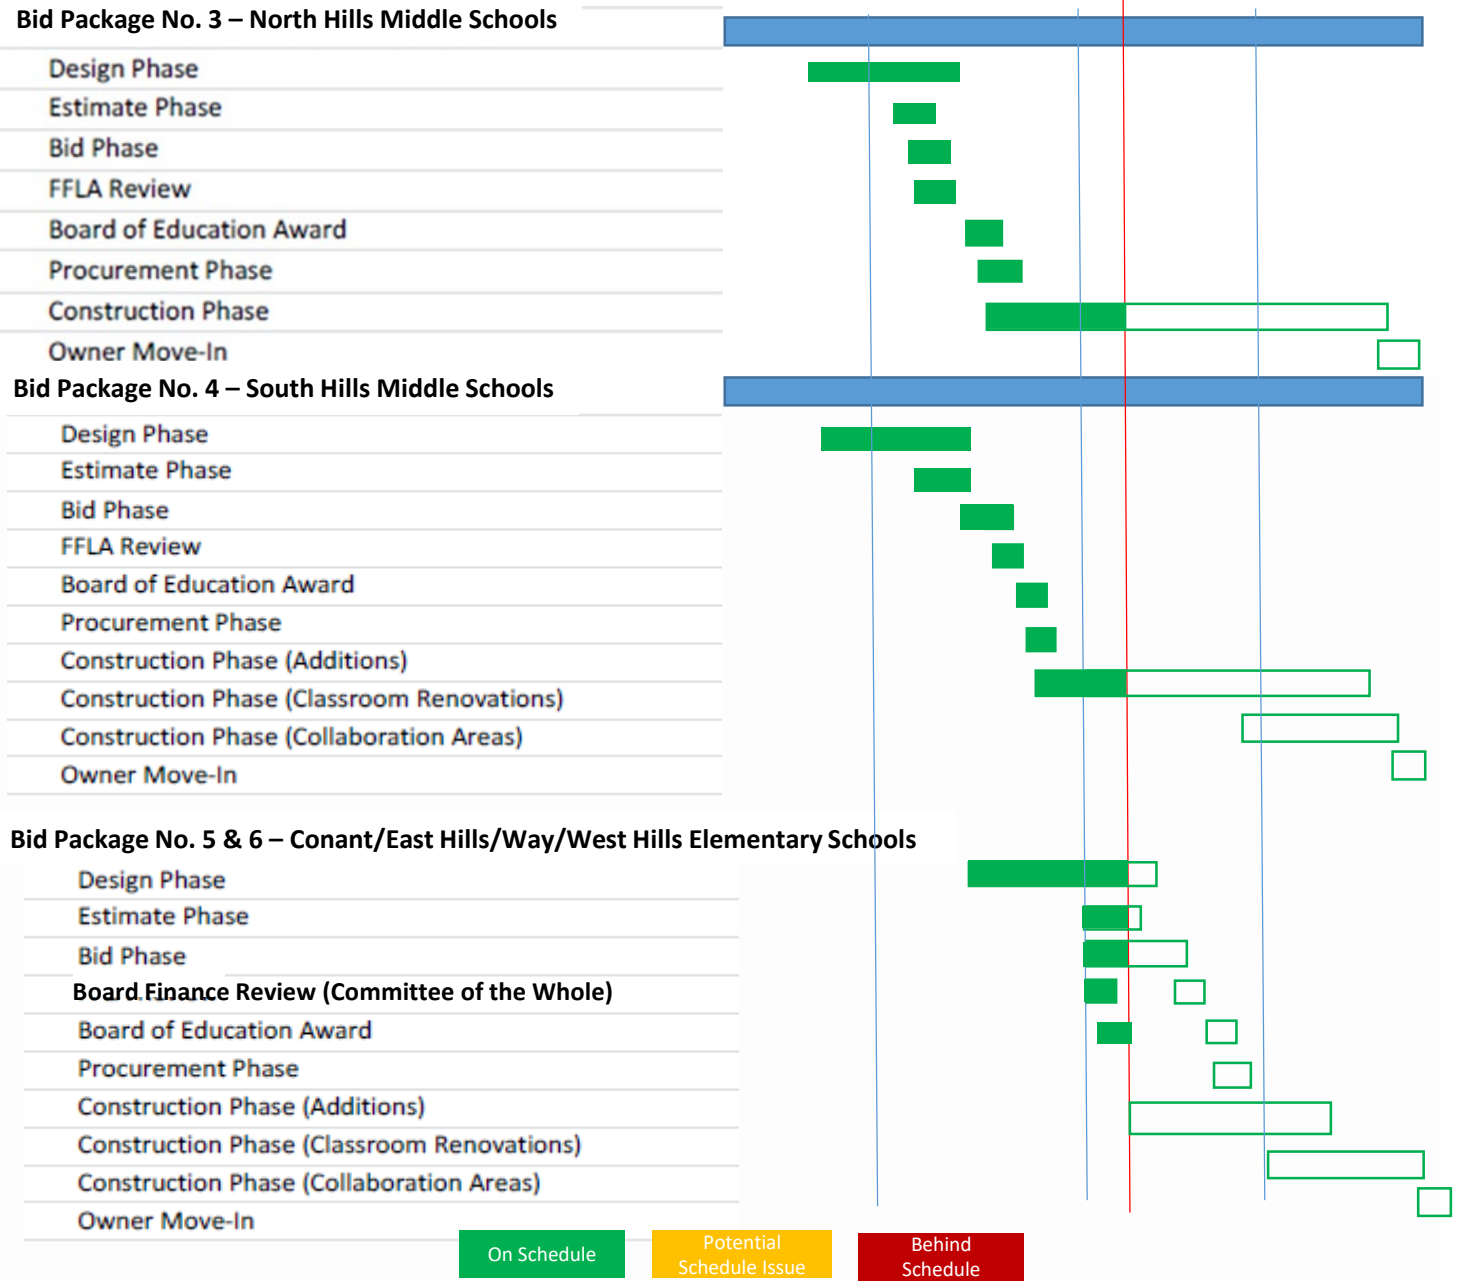 Bid Package No. 3 – North Hills Middle Schools
Design Phase
Estimate Phase
Bid Phase
FFLA Review
Board of Education Award
Procurement Phase
Construction Phase
Owner Move-In
Bid Package No. 4 – South Hills Middle Schools
Design Phase
Estimate Phase
Bid Phase
FFLA Review
Board of Education Award
Procurement Phase
Construction Phase (Additions)
Construction Phase (Classroom Renovations)
Construction Phase (Collaboration Areas)
Owner Move-In
Bid Package No. 5 & 6 – Conant/East Hills/Way/West Hills Elementary Schools
Design Phase
Estimate Phase
Bid Phase
Board Finance Review (Committee of the Whole)
Board of Education Award
Procurement Phase
Construction Phase (Additions)
Construction Phase (Classroom Renovations)
Construction Phase (Collaboration Areas)
Owner Move-In
On Schedule
Potential
Schedule Issue
Behind
Schedule